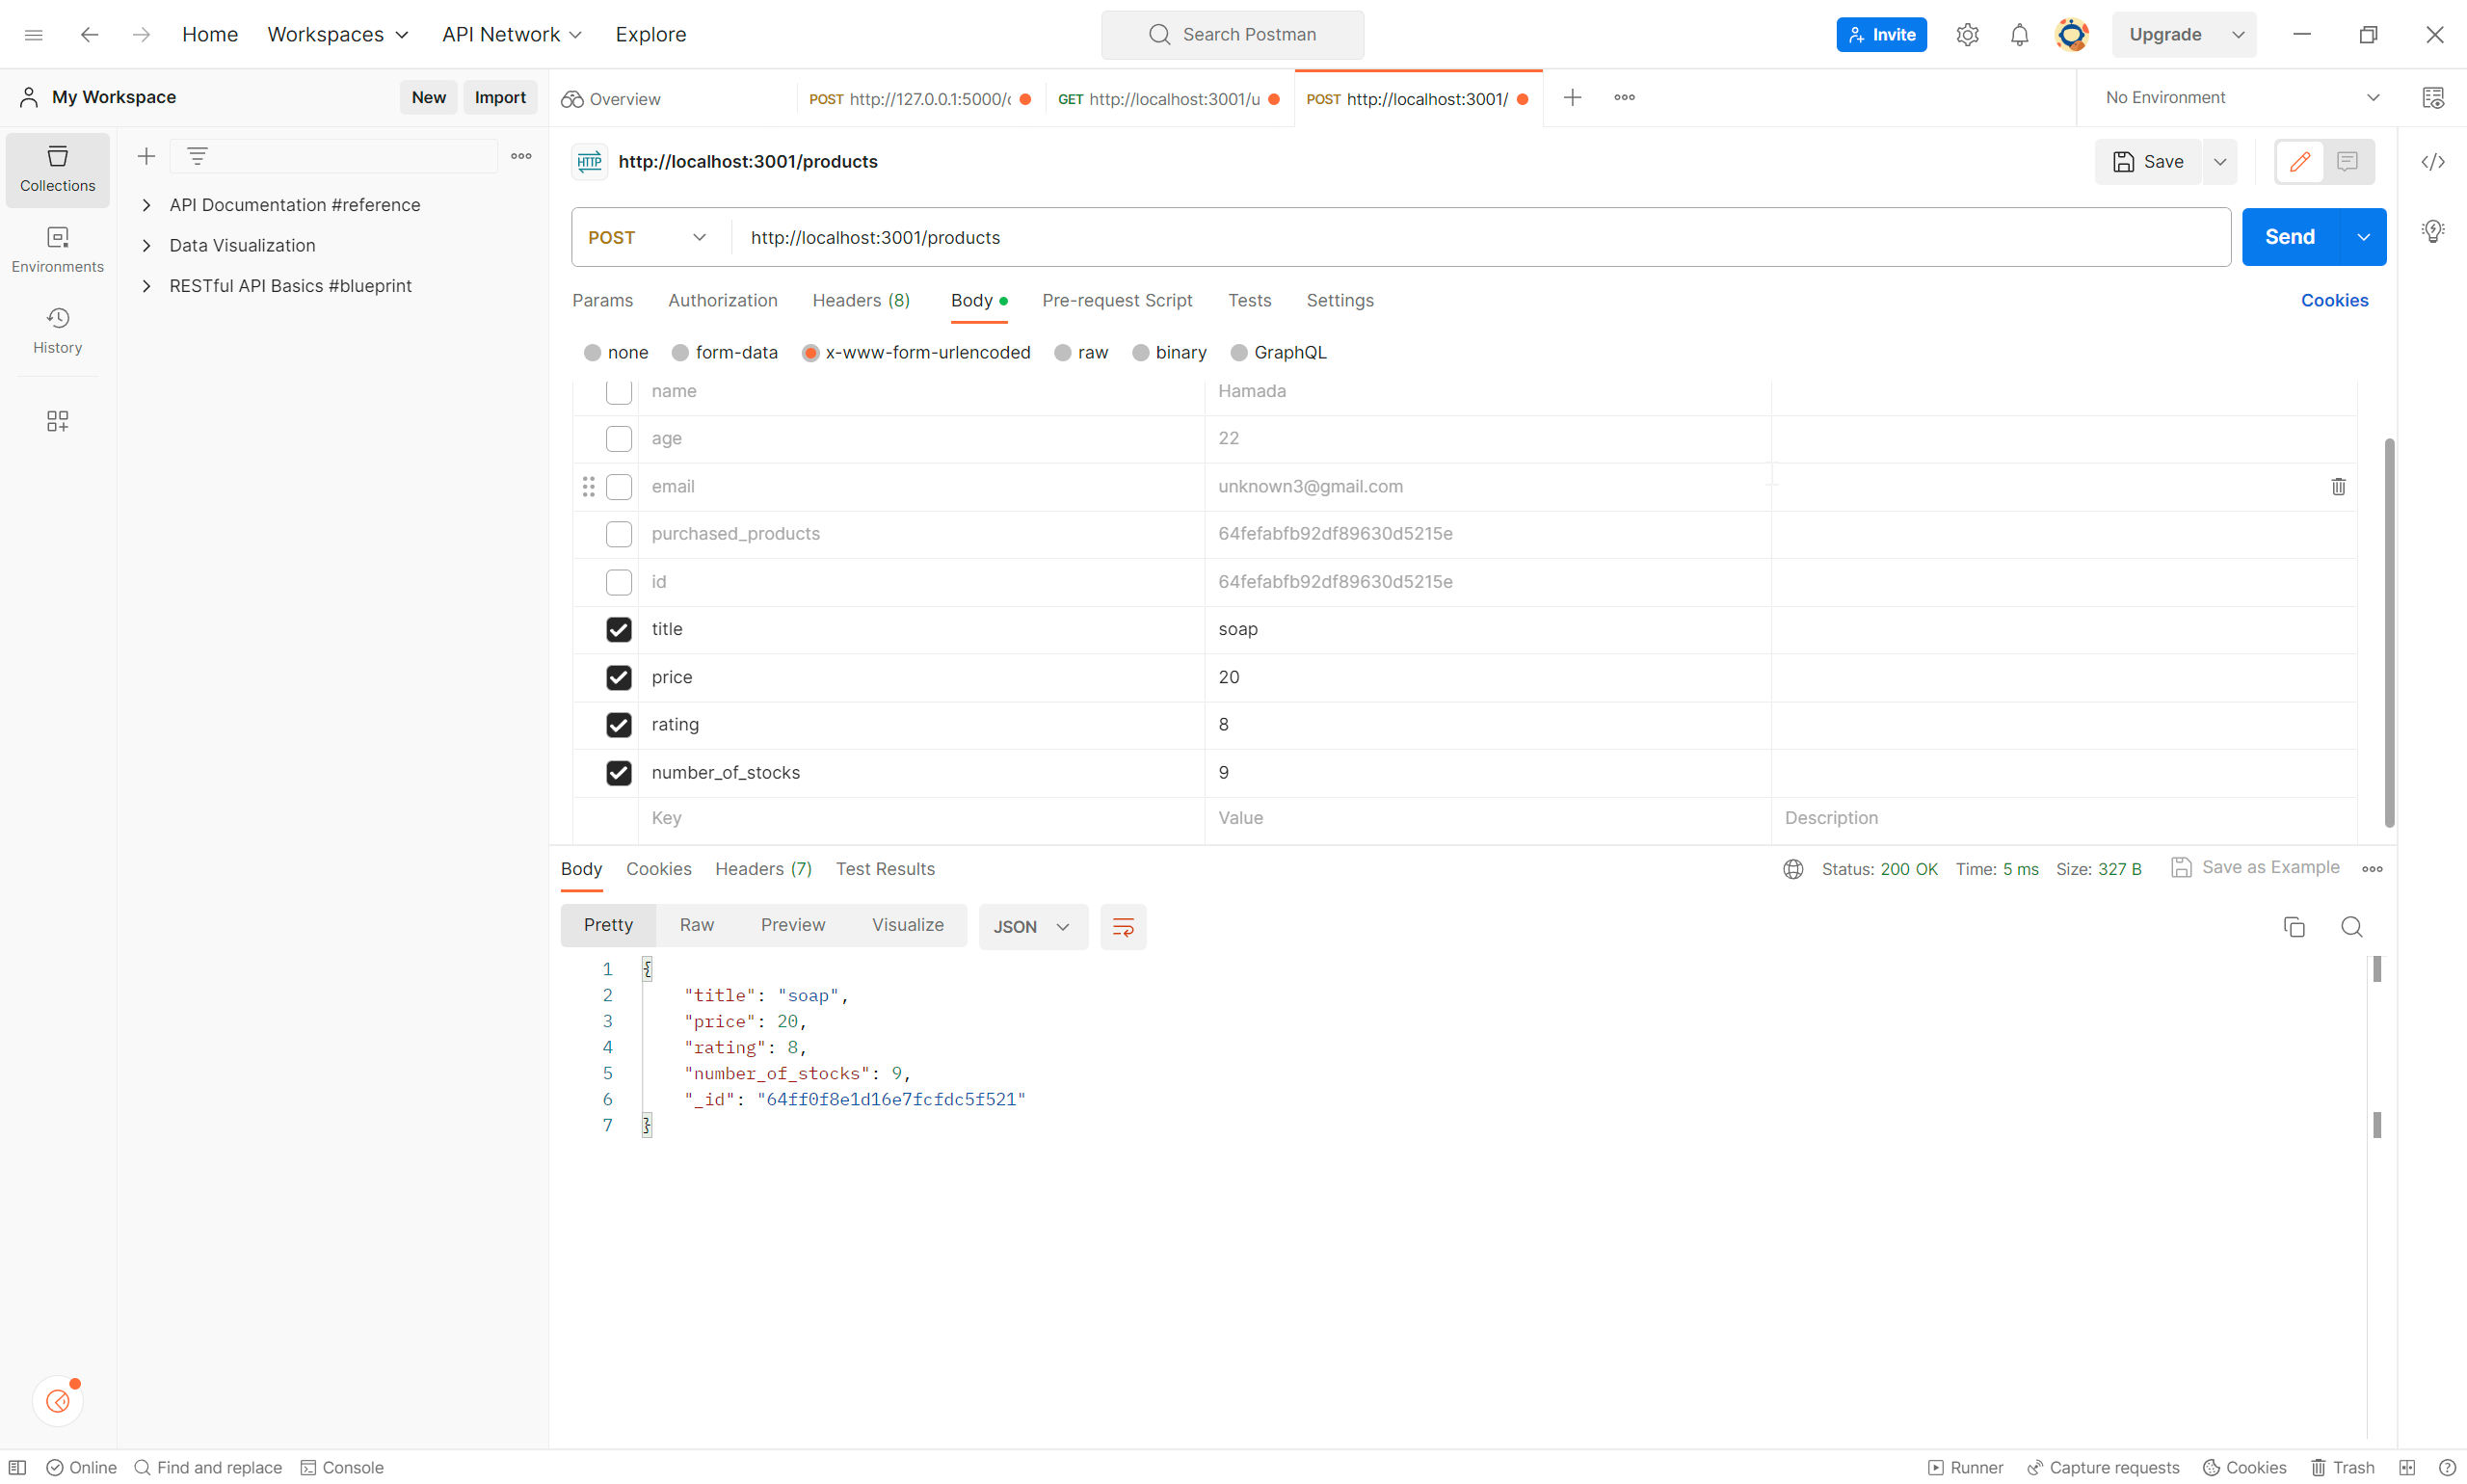 Home Workspaces API Network Explore Search Postman Invite Upgrade
My Workspace New Import Overview POST http://127.0.0.1:5000/ GET http://localhost:3001/u POST http://localhost:3001/ No Environment
Collections
Environments
History
API Documentation #reference
Data Visualization
RESTful API Basics #blueprint
HTTP http://localhost:3001/products Save
POST http://localhost:3001/products Send
Params Authorization Headers (8) Body Pre-request Script Tests Settings Cookies
none form-data x-www-form-urlencoded raw binary GraphQL
name Hamada
age 22
email unknown3@gmail.com
purchased_products 64fefabfb92df89630d5215e
id 64fefabfb92df89630d5215e
title soap
price 20
rating 8
number_of_stocks 9
Key Value Description
Body Cookies Headers (7) Test Results Status: 200 OK Time: 5 ms Size: 327 B Save as Example
Pretty Raw Preview Visualize JSON
1 {
2 "title": "soap",
3 "price": 20,
4 "rating": 8,
5 "number_of_stocks": 9,
6 "_id": "64ff0f8e1d16e7fcfdc5f521"
7 }
Online Find and replace Console Runner Capture requests Cookies Trash